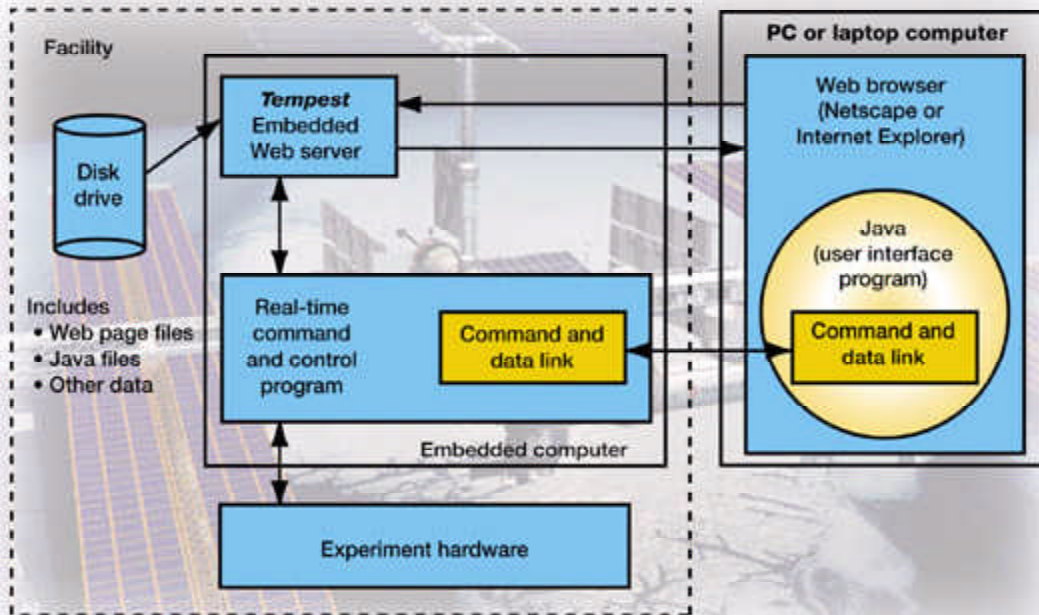 Facility
Disk
drive
Includes
• Web page files
• Java files
• Other data
Tempest
Embedded
Web server
Real-time
command
and control
program
Command and
data link
Embedded computer
Experiment hardware
PC or laptop computer
Web browser
(Netscape or
Internet Explorer)
Java
(user interface
program)
Command and
data link